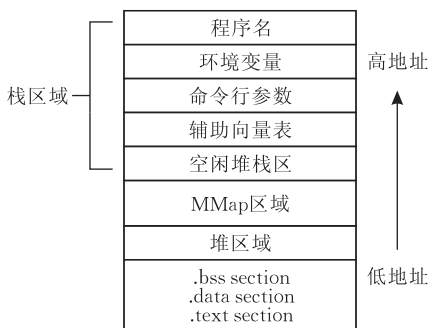 程序名
环境变量
高地址
栈区域
命令行参数
辅助向量表
空闲堆栈区
MMap区域
堆区域
.bss section
.data section
.text section
低地址